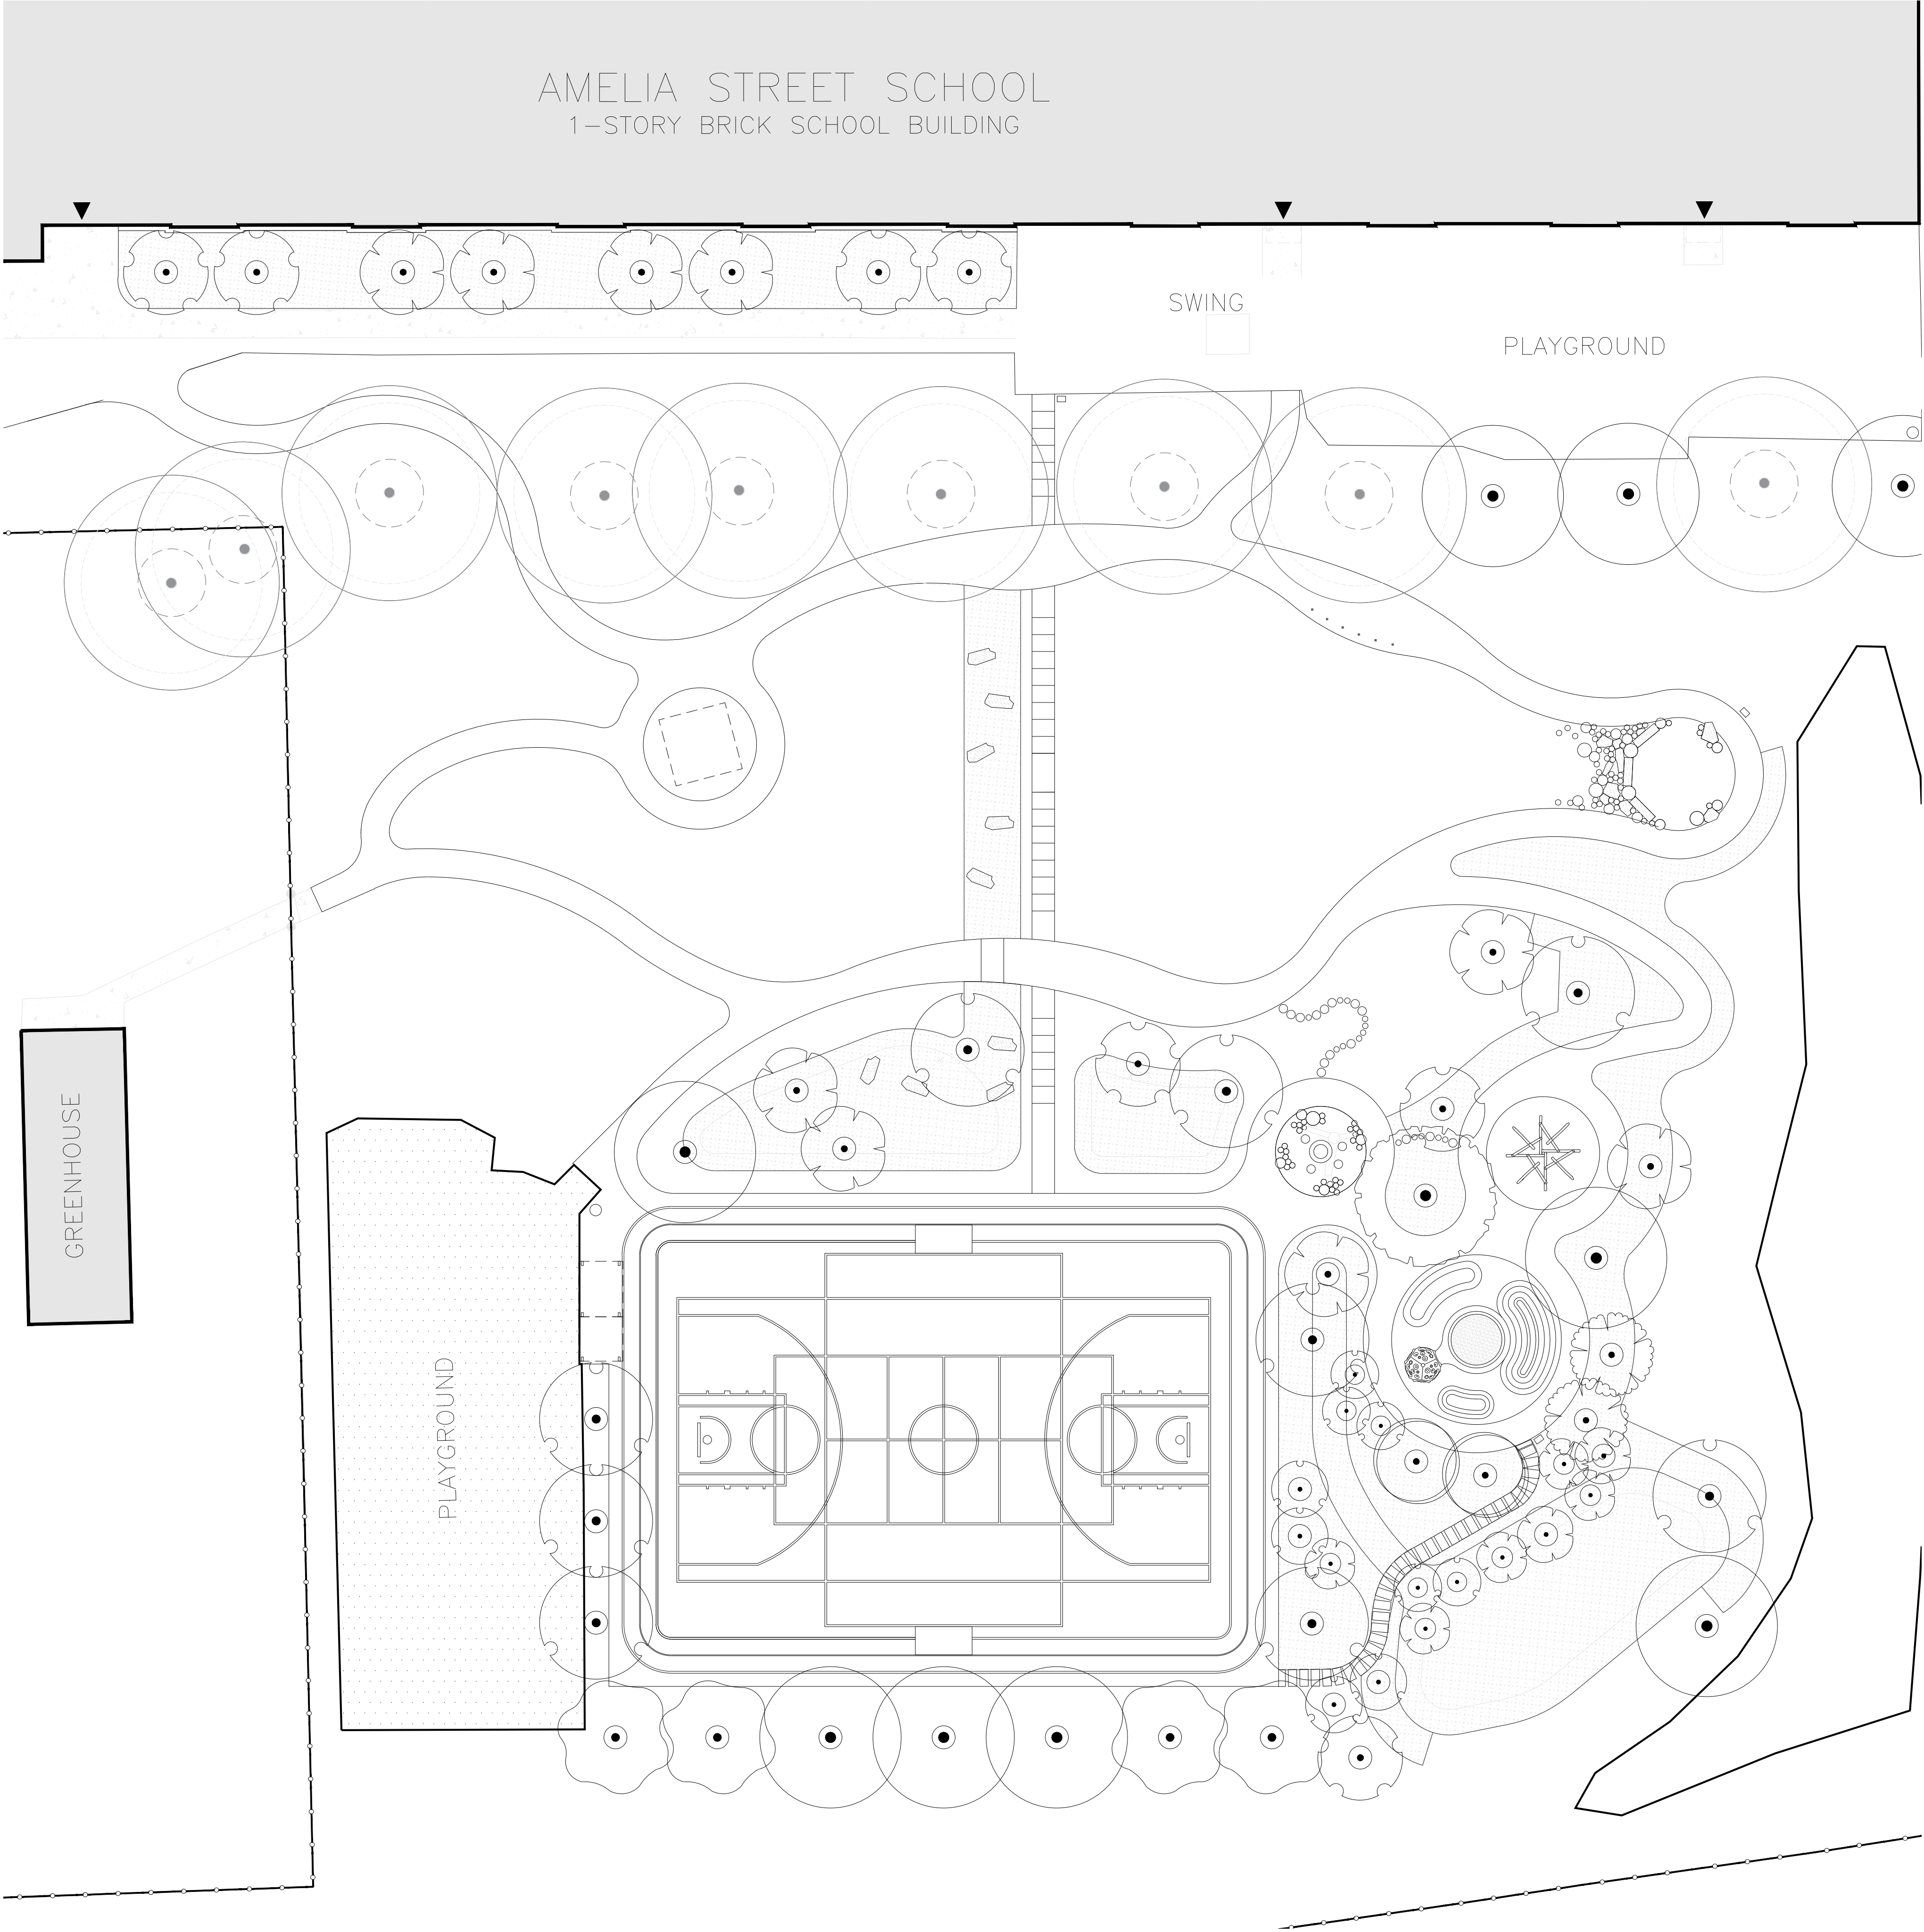 AMELIA STREET SCHOOL
1-STORY BRICK SCHOOL BUILDING
SWING
PLAYGROUND
GREENHOUSE
PLAYGROUND